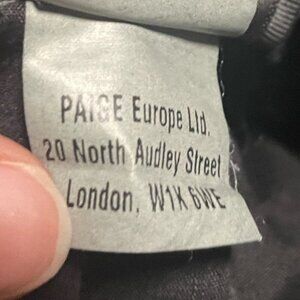 PAIGE Europe Ltd.
20 North Audley Street
London, W1K 6WE